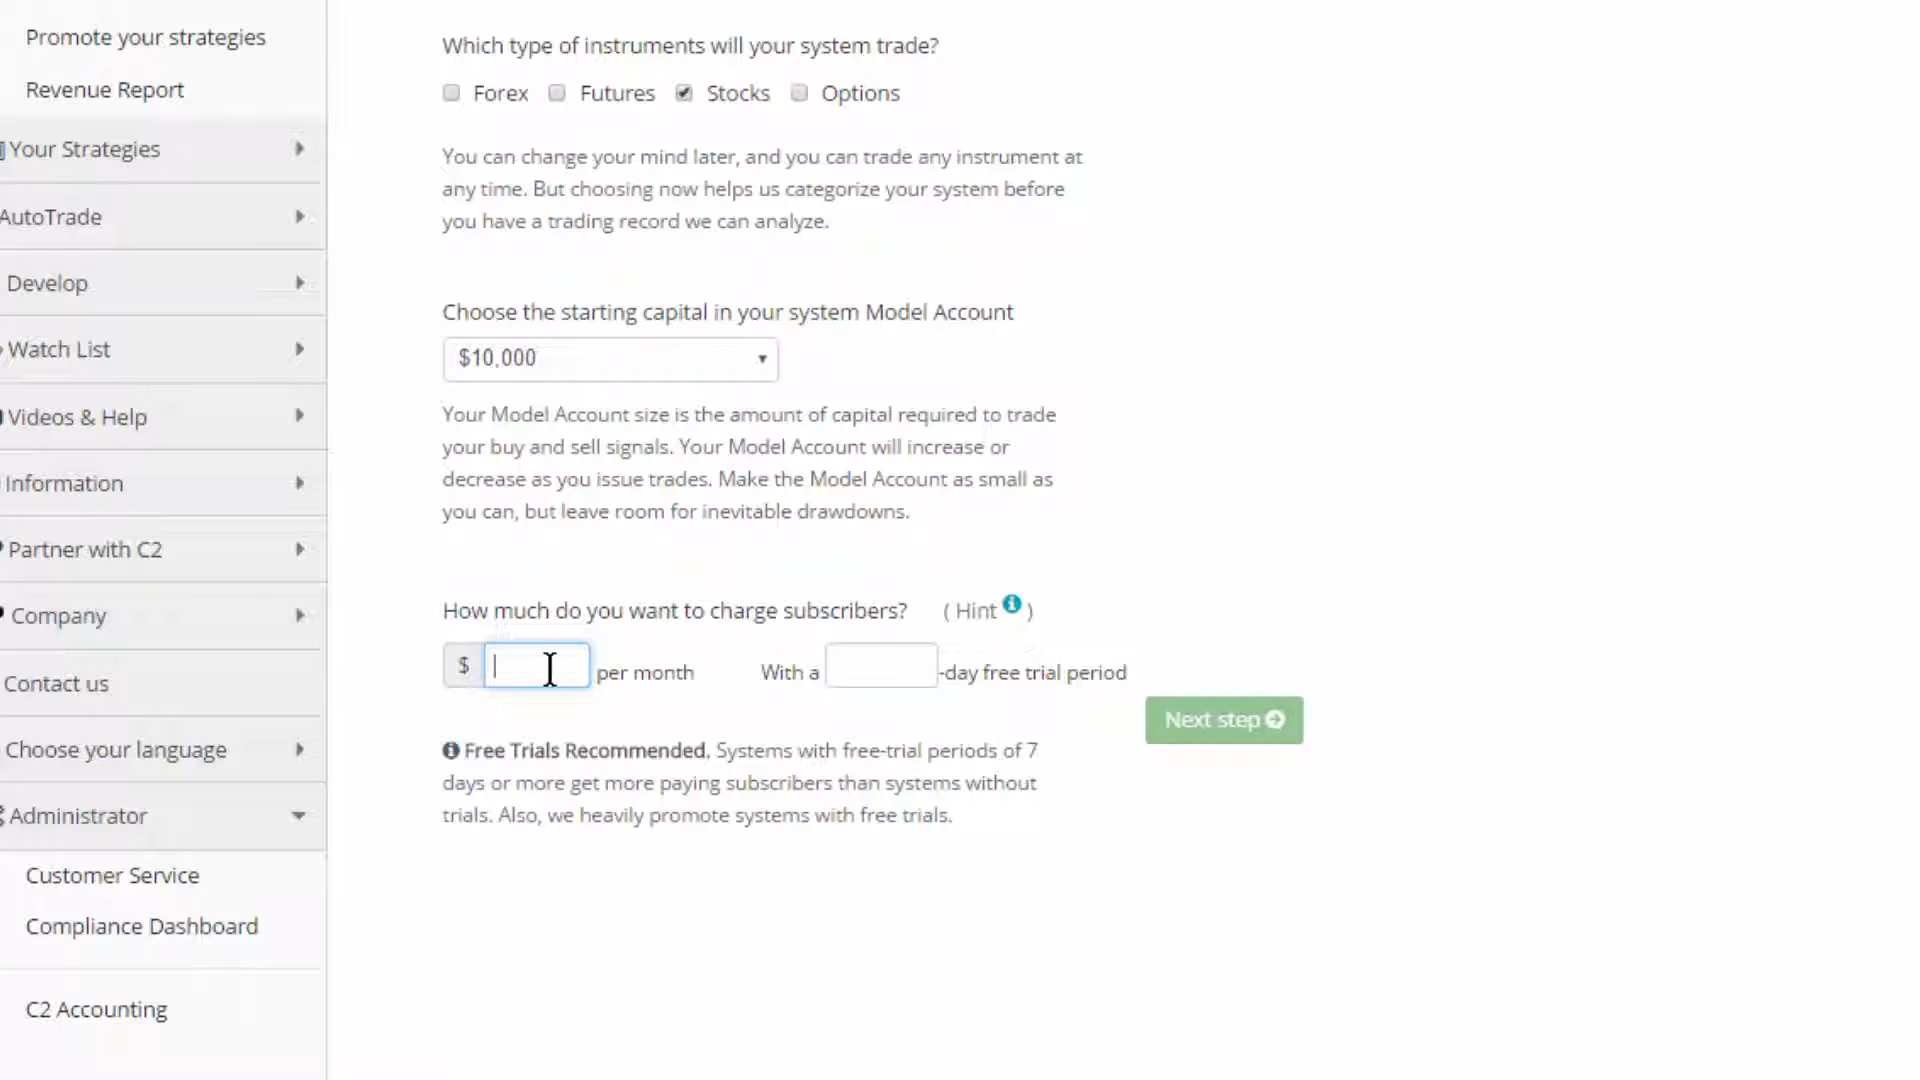 Promote your strategies
Revenue Report
Your Strategies
AutoTrade
Develop
Watch List
Videos & Help
Information
Partner with C2
Company
Contact us
Choose your language
Administrator
Customer Service
Compliance Dashboard
C2 Accounting
Which type of instruments will your system trade?
Forex Futures Stocks Options
You can change your mind later, and you can trade any instrument at
any time. But choosing now helps us categorize your system before
you have a trading record we can analyze.
Choose the starting capital in your system Model Account
$10,000
Your Model Account size is the amount of capital required to trade
your buy and sell signals. Your Model Account will increase or
decrease as you issue trades. Make the Model Account as small as
you can, but leave room for inevitable drawdowns.
How much do you want to charge subscribers? ( Hint )
$ per month With a -day free trial period
Next step
Free Trials Recommended. Systems with free-trial periods of 7
days or more get more paying subscribers than systems without
trials. Also, we heavily promote systems with free trials.